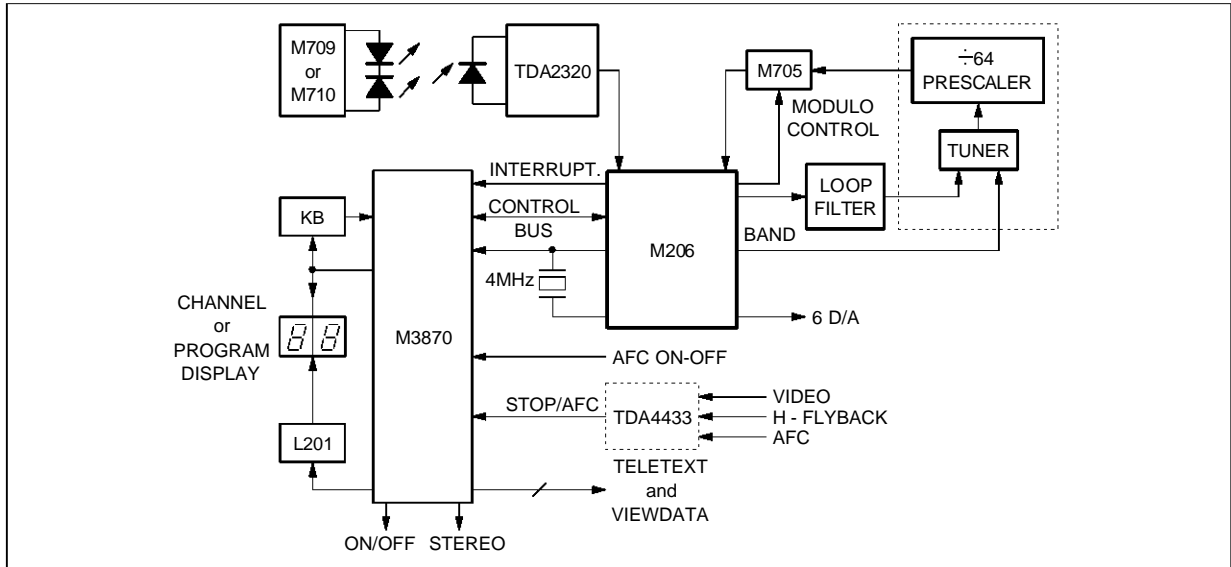 M709
or
M710
TDA2320
M705
÷64
PRESCALER
MODULO
CONTROL
TUNER
INTERRUPT.
LOOP
FILTER
KB
CONTROL
BUS
BAND
M206
4MHz
CHANNEL
or
PROGRAM
DISPLAY
8 8
M3870
6 D/A
AFC ON-OFF
STOP/AFC
TDA4433
VIDEO
H - FLYBACK
AFC
L201
TELETEXT
and
VIEWDATA
ON/OFF
STEREO